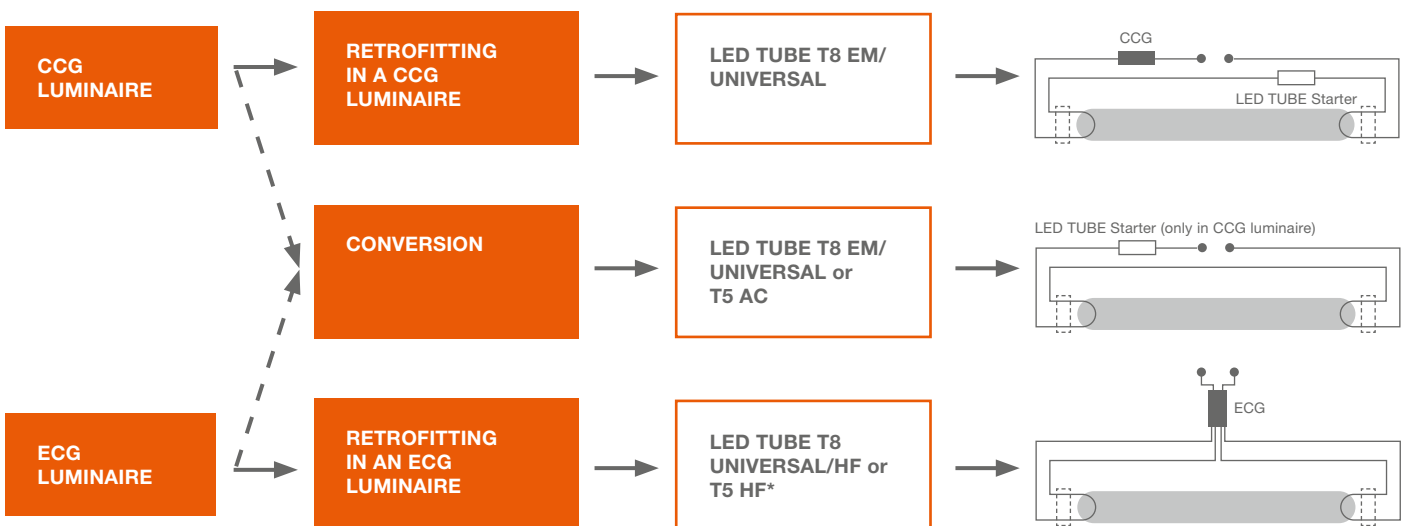 CCG
LUMINAIRE
RETROFITTING
IN A CCG
LUMINAIRE
LED TUBE T8 EM/
UNIVERSAL
CCG
LED TUBE Starter
CONVERSION
LED TUBE T8 EM/
UNIVERSAL or
T5 AC
LED TUBE Starter (only in CCG luminaire)
ECG
LUMINAIRE
RETROFITTING
IN AN ECG
LUMINAIRE
LED TUBE T8
UNIVERSAL/HF or
T5 HF*
ECG